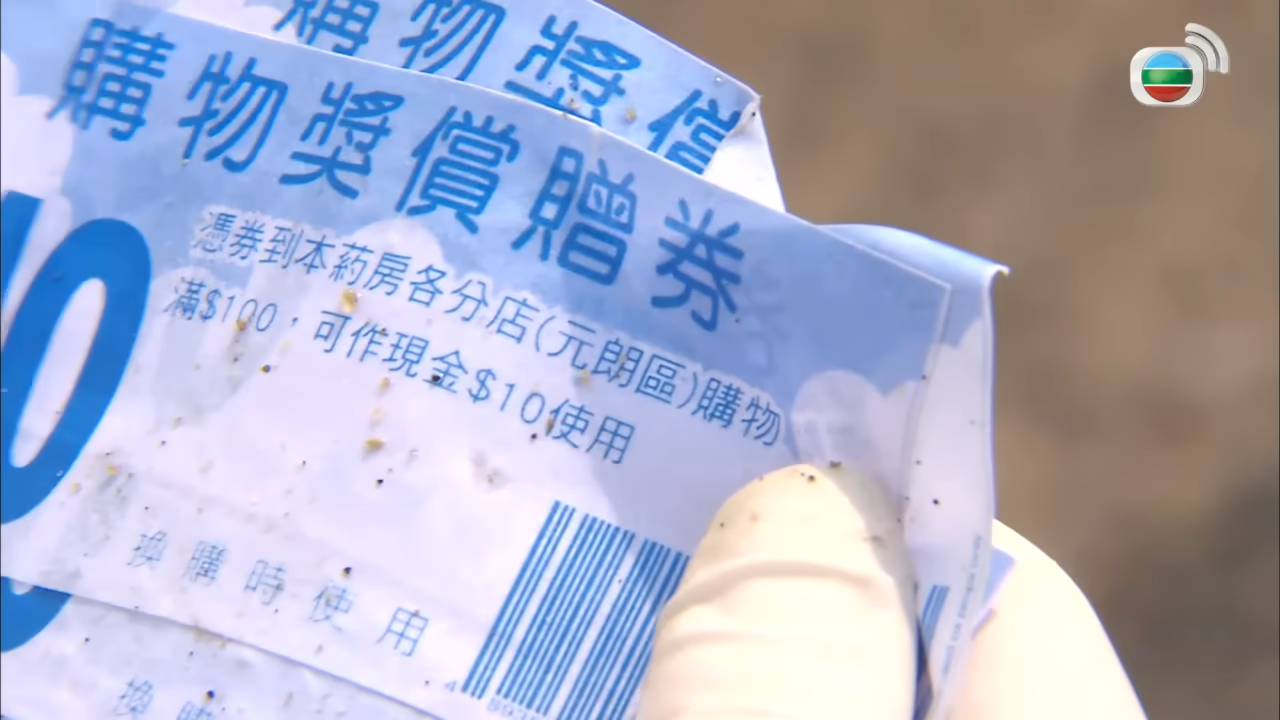 購物獎償
購物獎償贈券
憑券到本葯房各分店(元朗區)購物
滿$100，可作現金$10使用
換購時使用
換購